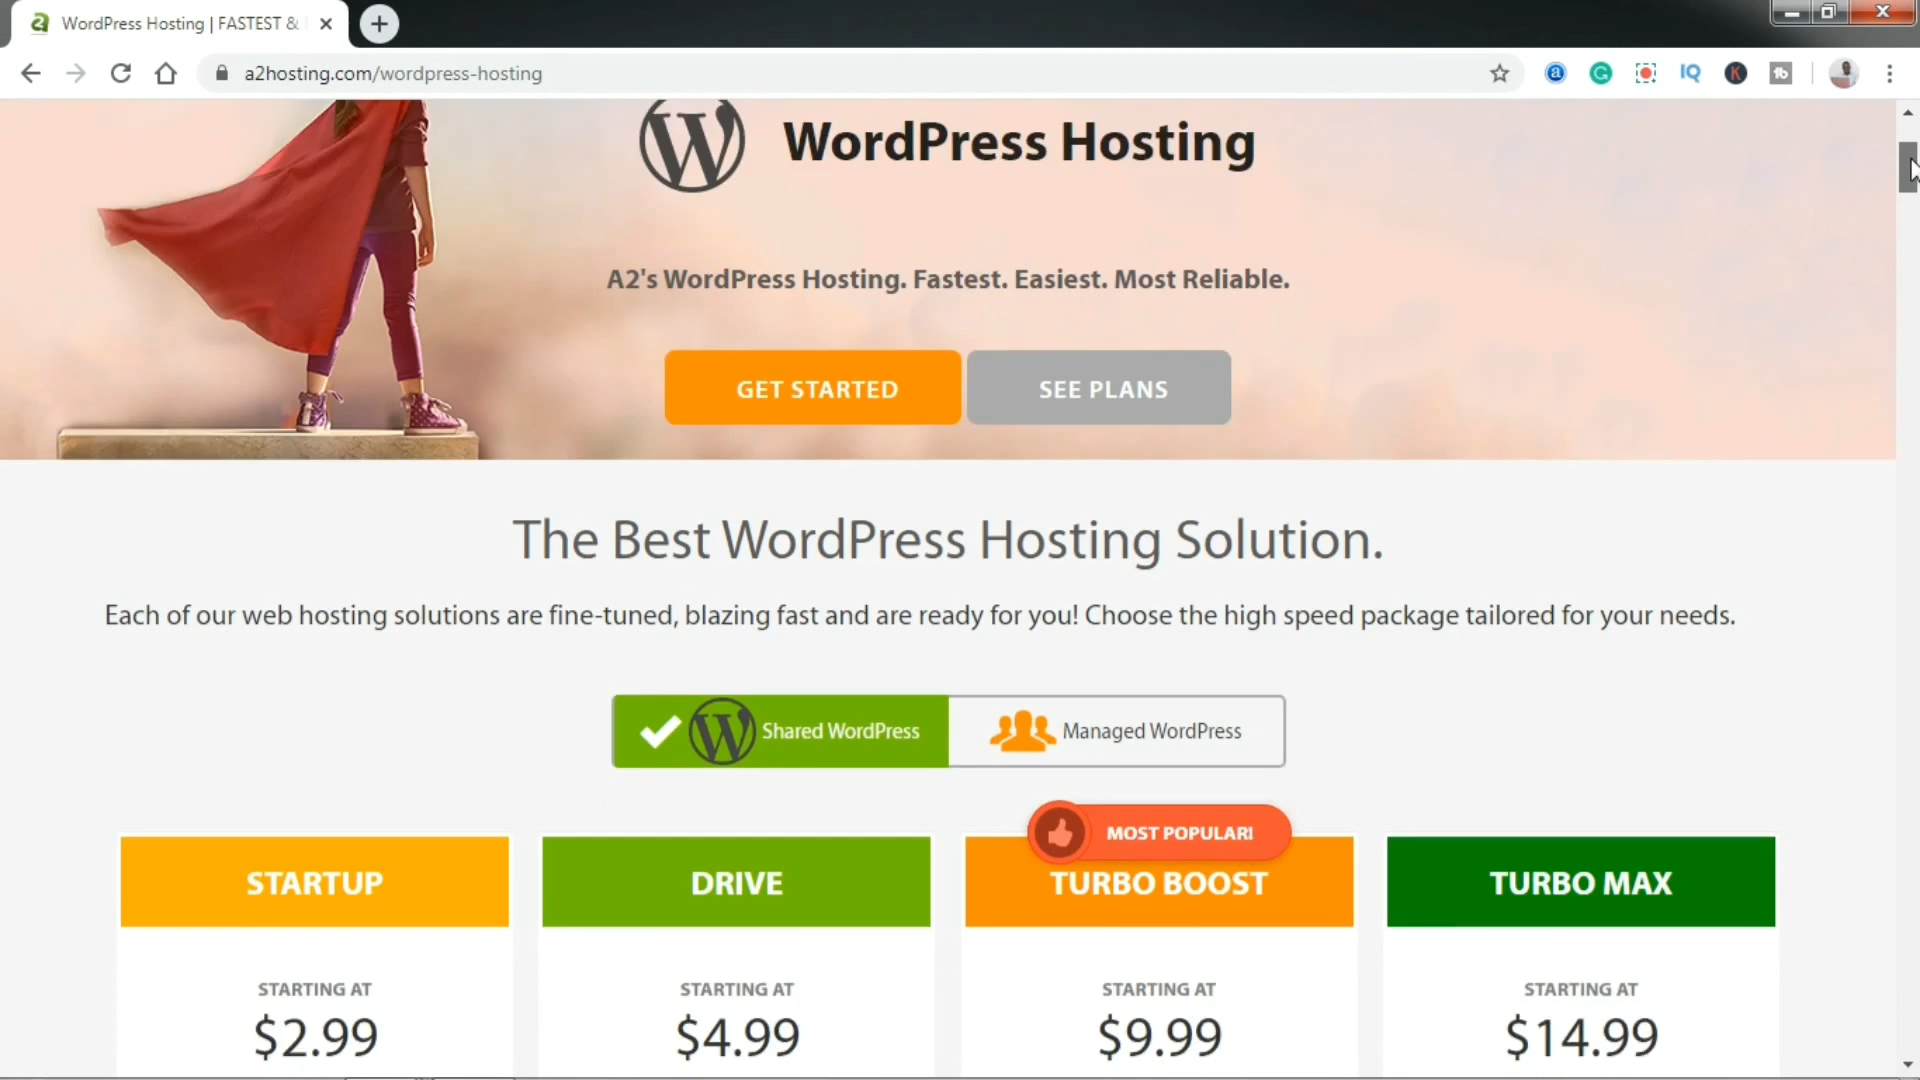 WordPress Hosting | FASTEST &
a2hosting.com/wordpress-hosting
WordPress Hosting
A2's WordPress Hosting. Fastest. Easiest. Most Reliable.
GET STARTED
SEE PLANS
The Best WordPress Hosting Solution.
Each of our web hosting solutions are fine-tuned, blazing fast and are ready for you! Choose the high speed package tailored for your needs.
Shared WordPress
Managed WordPress
MOST POPULAR!
STARTUP
DRIVE
TURBO BOOST
TURBO MAX
STARTING AT
STARTING AT
STARTING AT
STARTING AT
$2.99
$4.99
$9.99
$14.99